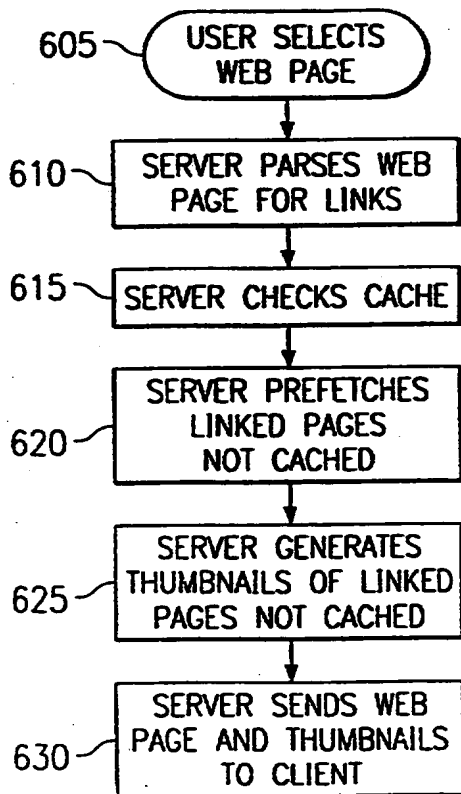 605
USER SELECTS
WEB PAGE
610
SERVER PARSES WEB
PAGE FOR LINKS
615
SERVER CHECKS CACHE
620
SERVER PREFETCHES
LINKED PAGES
NOT CACHED
625
SERVER GENERATES
THUMBNAILS OF LINKED
PAGES NOT CACHED
630
SERVER SENDS WEB
PAGE AND THUMBNAILS
TO CLIENT